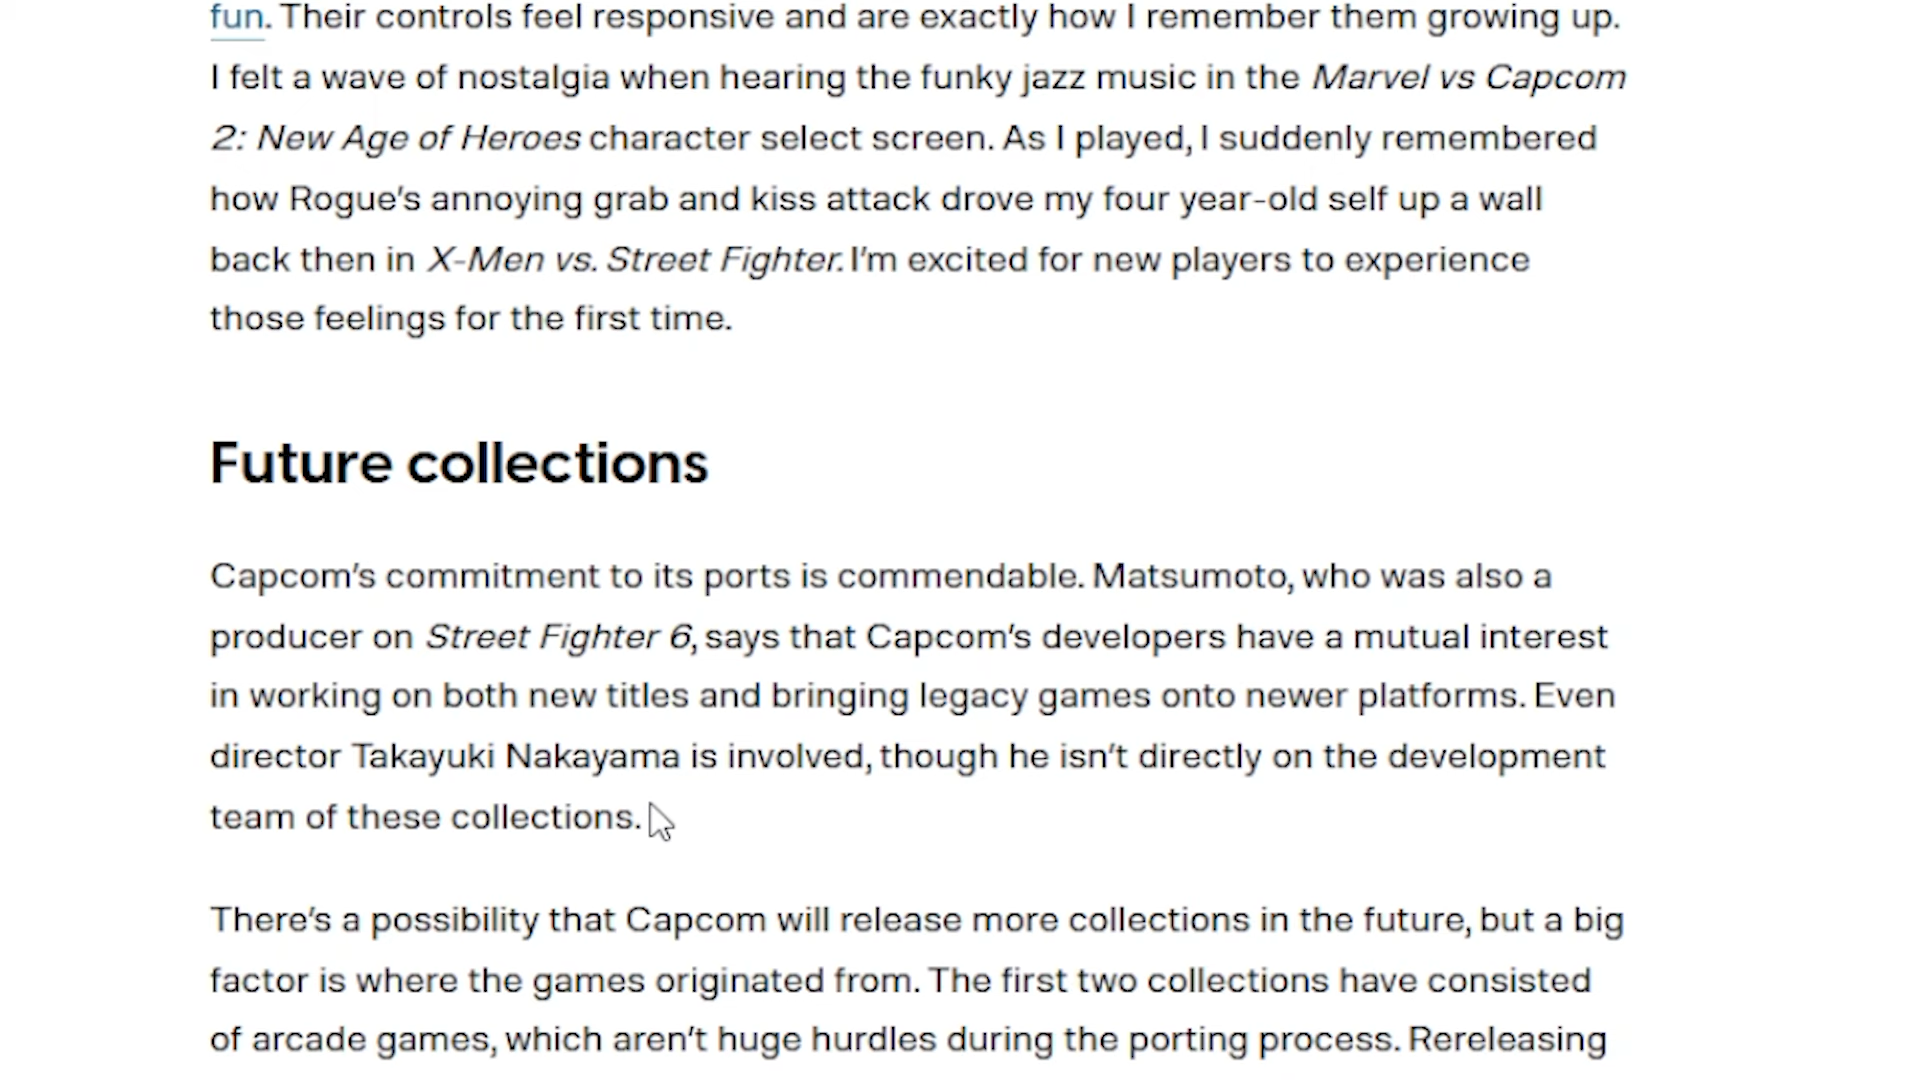 fun. Their controls feel responsive and are exactly how I remember them growing up.
I felt a wave of nostalgia when hearing the funky jazz music in the Marvel vs Capcom
2: New Age of Heroes character select screen. As I played, I suddenly remembered
how Rogue's annoying grab and kiss attack drove my four year-old self up a wall
back then in X-Men vs. Street Fighter. I'm excited for new players to experience
those feelings for the first time.
Future collections
Capcom's commitment to its ports is commendable. Matsumoto, who was also a
producer on Street Fighter 6, says that Capcom's developers have a mutual interest
in working on both new titles and bringing legacy games onto newer platforms. Even
director Takayuki Nakayama is involved, though he isn't directly on the development
team of these collections.
There's a possibility that Capcom will release more collections in the future, but a big
factor is where the games originated from. The first two collections have consisted
of arcade games, which aren't huge hurdles during the porting process. Rereleasing